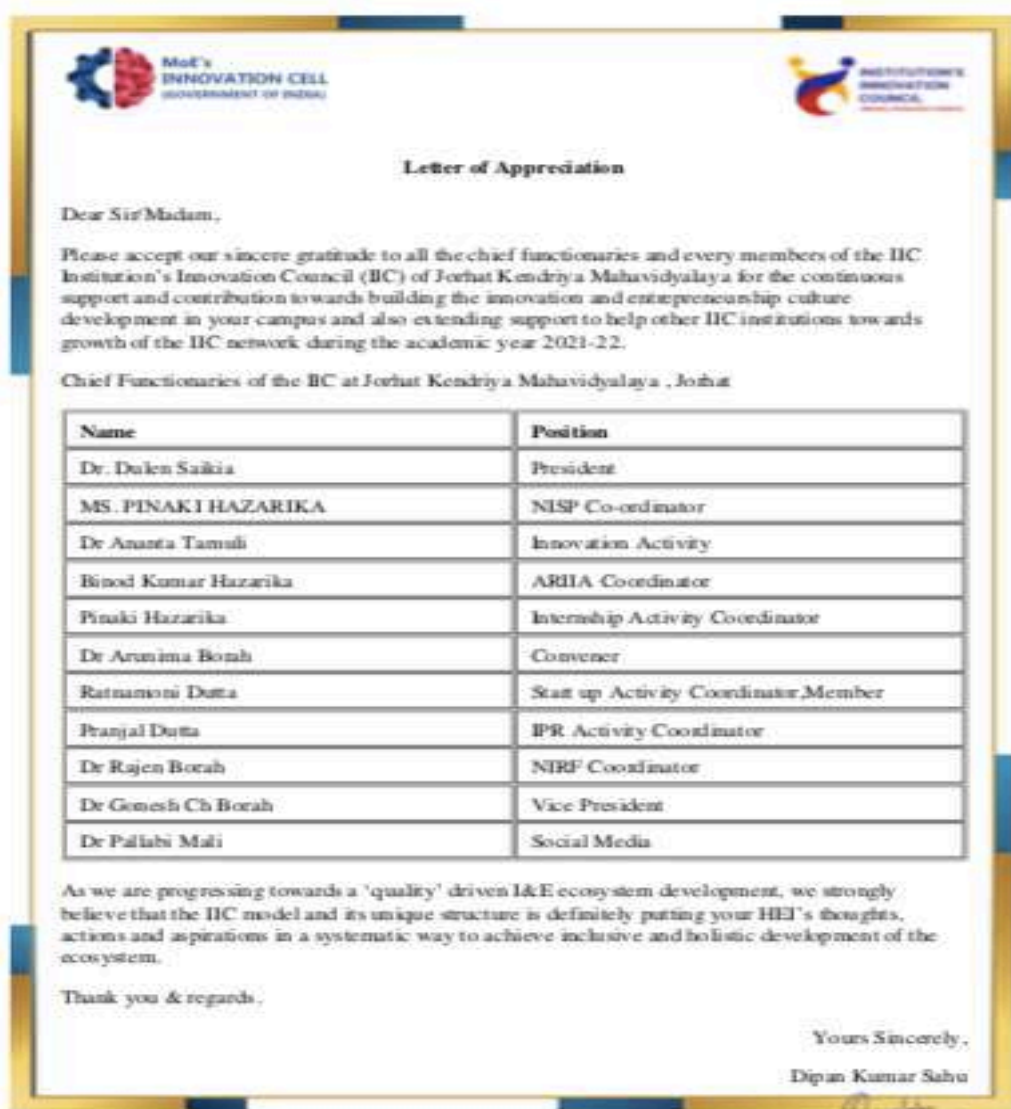 MoE's
INNOVATION CELL
(GOVERNMENT OF INDIA)
INSTITUTION'S
INNOVATION
COUNCIL
Letter of Appreciation
Dear Sir/Madam,
Please accept our sincere gratitude to all the chief functionaries and every members of the IIC
Institution's Innovation Council (IIC) of Jorhat Kendriya Mahavidyalaya for the continuous
support and contribution towards building the innovation and entrepreneurship culture
development in your campus and also extending support to help other IIC institutions towards
growth of the IIC network during the academic year 2021-22.
Chief Functionaries of the IIC at Jorhat Kendriya Mahavidyalaya , Jorhat
Name Position
Dr. Dulen Saikia President
MS. PINAKI HAZARIKA NISP Co-ordinator
Dr Ananta Tamuli Innovation Activity
Binod Kumar Hazarika ARIIA Coordinator
Pinaki Hazarika Internship Activity Coordinator
Dr Arunima Borah Convener
Ratnamoni Dutta Start up Activity Coordinator,Member
Pranjal Dutta IPR Activity Coordinator
Dr Rajen Borah NIRF Coordinator
Dr Gonesh Ch Borah Vice President
Dr Pallabi Mali Social Media
As we are progressing towards a 'quality' driven I&E ecosystem development, we strongly
believe that the IIC model and its unique structure is definitely putting your HEI's thoughts,
actions and aspirations in a systematic way to achieve inclusive and holistic development of the
ecosystem.
Thank you & regards.
Yours Sincerely,
Dipan Kumar Sahu